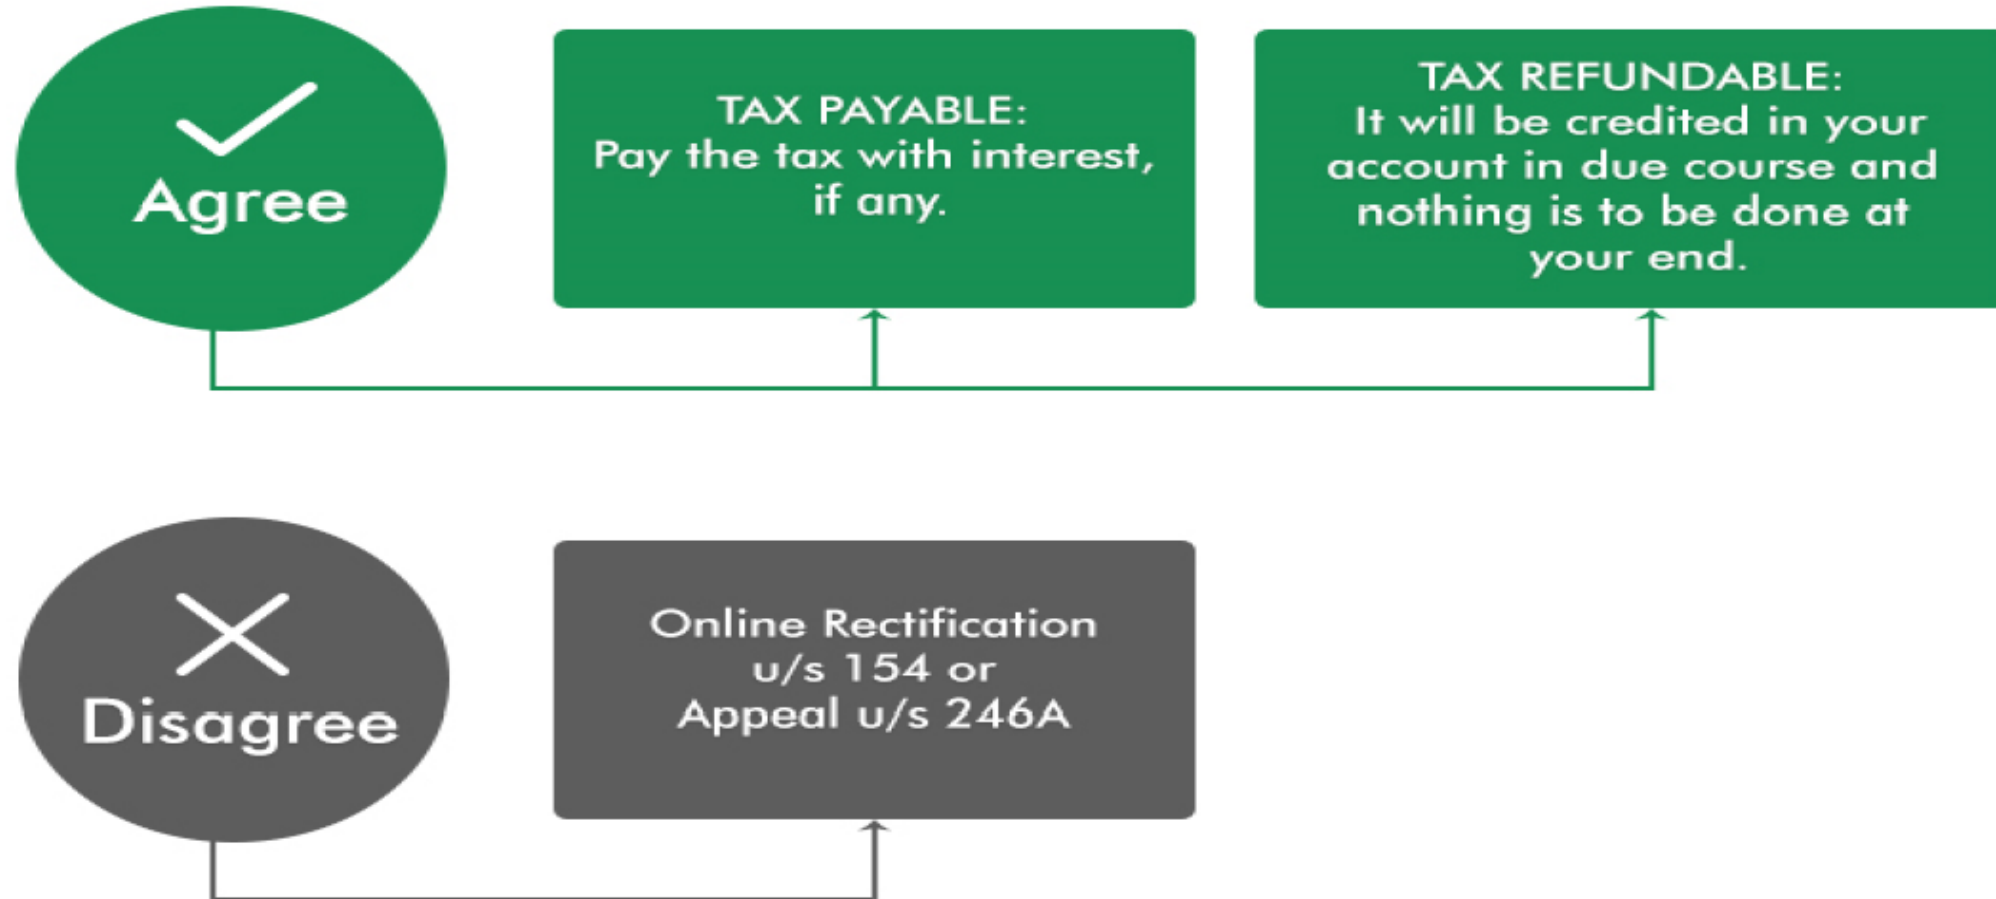 Agree
TAX PAYABLE:
Pay the tax with interest,
if any.
TAX REFUNDABLE:
It will be credited in your
account in due course and
nothing is to be done at
your end.
Disagree
Online Rectification
u/s 154 or
Appeal u/s 246A